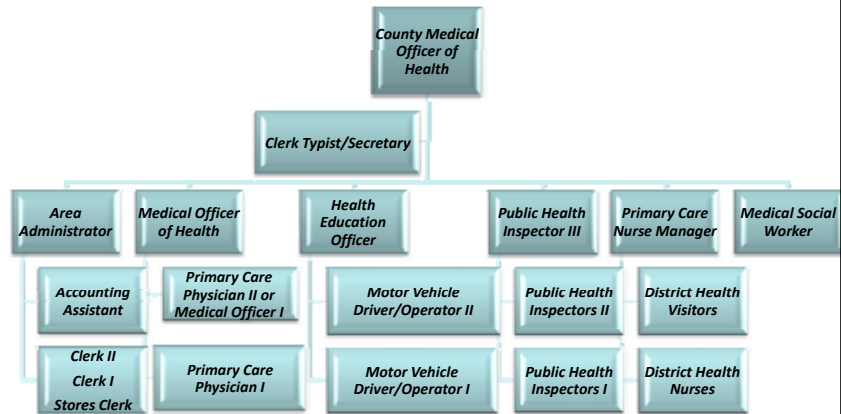 County Medical
Officer of
Health
Clerk Typist/Secretary
Area
Administrator
Medical Officer
of Health
Health
Education
Officer
Public Health
Inspector III
Primary Care
Nurse Manager
Medical Social
Worker
Accounting
Assistant
Primary Care
Physician II or
Medical Officer I
Motor Vehicle
Driver/Operator II
Public Health
Inspectors II
District Health
Visitors
Clerk II
Clerk I
Stores Clerk
Primary Care
Physician I
Motor Vehicle
Driver/Operator I
Public Health
Inspectors I
District Health
Nurses